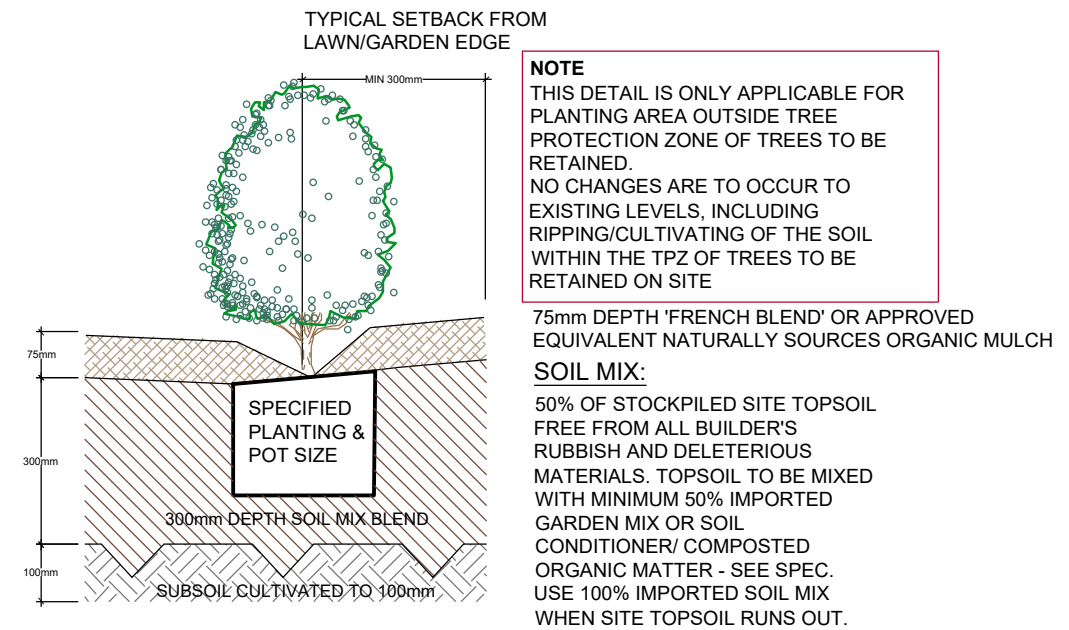 TYPICAL SETBACK FROM
LAWN/GARDEN EDGE
MIN 300mm
NOTE
THIS DETAIL IS ONLY APPLICABLE FOR
PLANTING AREA OUTSIDE TREE
PROTECTION ZONE OF TREES TO BE
RETAINED.
NO CHANGES ARE TO OCCUR TO
EXISTING LEVELS, INCLUDING
RIPPING/CULTIVATING OF THE SOIL
WITHIN THE TPZ OF TREES TO BE
RETAINED ON SITE
75mm DEPTH 'FRENCH BLEND' OR APPROVED
EQUIVALENT NATURALLY SOURCES ORGANIC MULCH
SOIL MIX:
50% OF STOCKPILED SITE TOPSOIL
FREE FROM ALL BUILDER'S
RUBBISH AND DELETERIOUS
MATERIALS. TOPSOIL TO BE MIXED
WITH MINIMUM 50% IMPORTED
GARDEN MIX OR SOIL
CONDITIONER/ COMPOSTED
ORGANIC MATTER - SEE SPEC.
USE 100% IMPORTED SOIL MIX
WHEN SITE TOPSOIL RUNS OUT.
75mm
SPECIFIED
PLANTING &
POT SIZE
300mm
300mm DEPTH SOIL MIX BLEND
100mm
SUBSOIL CULTIVATED TO 100mm